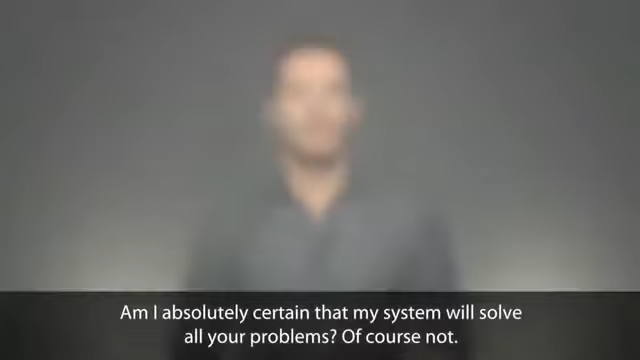 Am I absolutely certain that my system will solve
all your problems? Of course not.